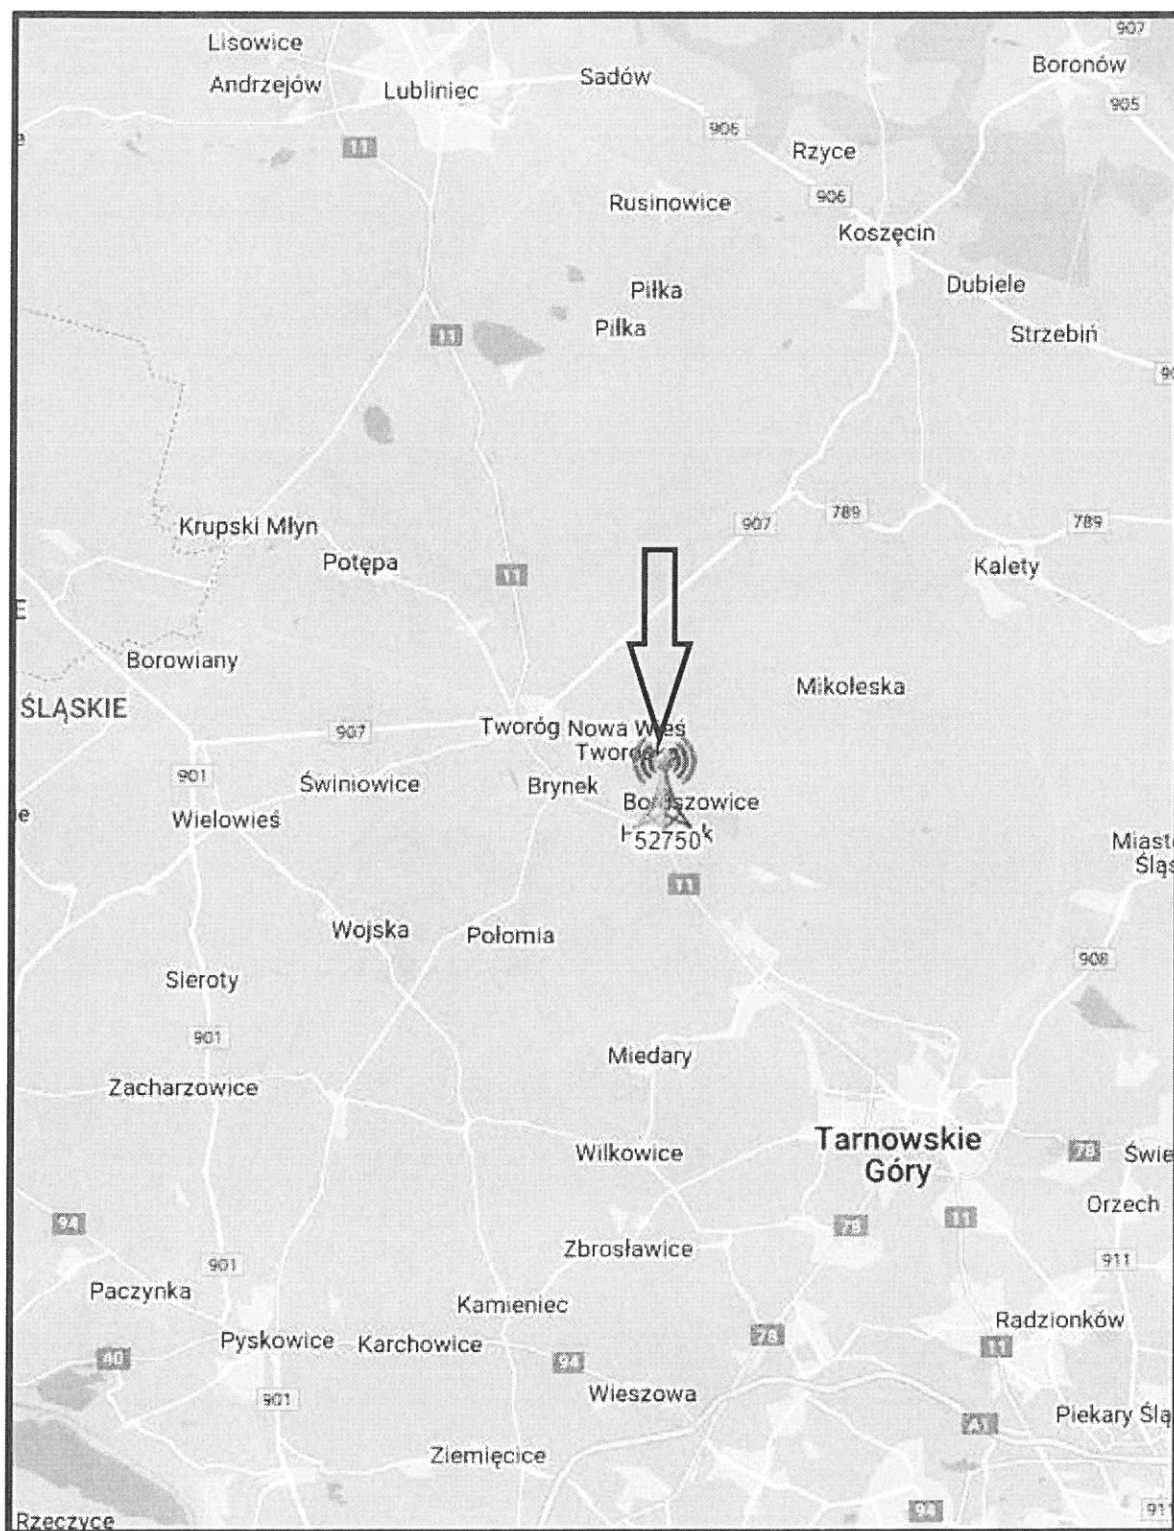 907
Lisowice
Boronów
Andrzejów
Lubliniec
Sadów
905
11
906
Rzyce
906
Rusinowice
Koszęcin
Dubiele
Piłka
Piłka
Strzebiń
11
907
789
789
Krupski Młyn
Potępa
11
Kalety
Borowiany
Mikołeska
ŚLĄSKIE
Tworóg
Nowa Wieś
907
901
Świniowice
Brynek
Boruszowice
Wielowieś
52750
11
Wojska
Połomia
908
Sieroty
901
Miedary
Zacharzowice
Wilkowice
Tarnowskie
Góry
78
Orzech
94
78
11
Zbrosławice
901
911
Paczynka
Kamieniec
Radzionków
Pyskowice
Karchowice
78
11
40
94
Wieszowa
901
Piekary
A1
Ziemięcice
94
911
Rzeczyce